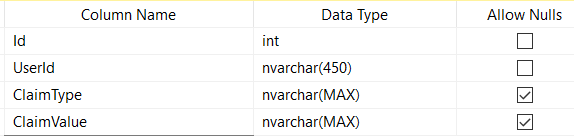 Column Name Data Type Allow Nulls
Id int
UserId nvarchar(450)
ClaimType nvarchar(MAX)
ClaimValue nvarchar(MAX)